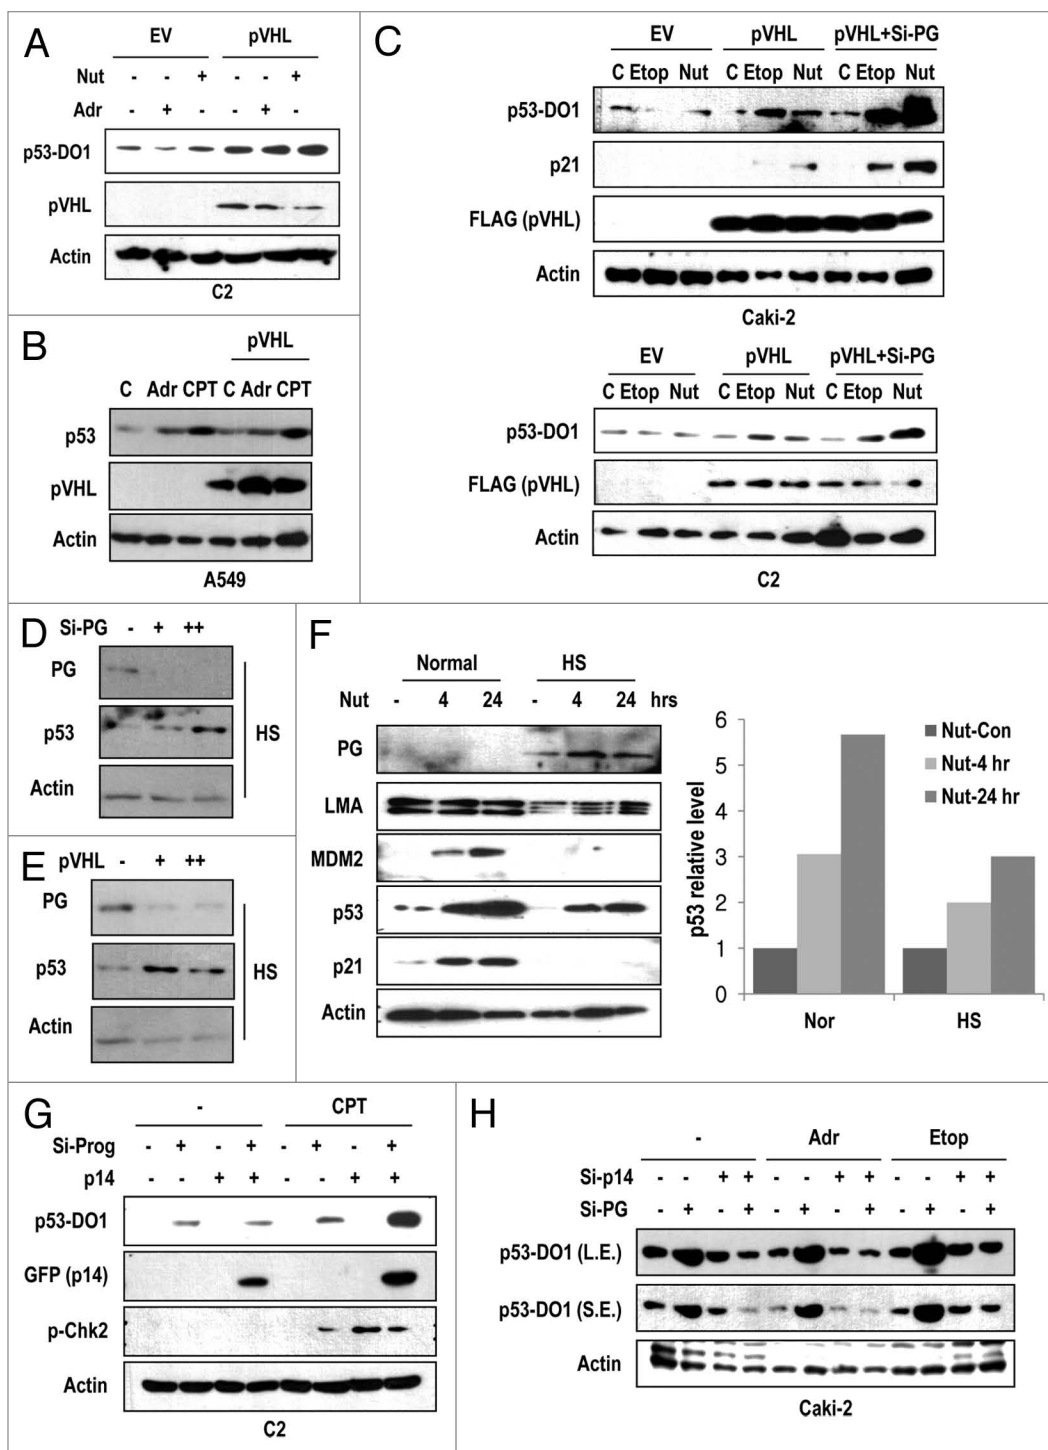 A
EV pVHL
Nut - - + - - +
Adr - + - - + -
p53-DO1
pVHL
Actin
C2
B
pVHL
C Adr CPT C Adr CPT
p53
pVHL
Actin
A549
C
EV pVHL pVHL+Si-PG
C Etop Nut C Etop Nut C Etop Nut
p53-DO1
p21
FLAG (pVHL)
Actin
Caki-2
EV pVHL pVHL+Si-PG
C Etop Nut C Etop Nut C Etop Nut
p53-DO1
FLAG (pVHL)
Actin
C2
D
Si-PG - + ++
PG
p53
Actin
HS
E
pVHL - + ++
PG
p53
Actin
HS
F
Normal HS
Nut - 4 24 - 4 24 hrs
PG
LMA
MDM2
p53
p21
Actin
p53 relative level
6
5
4
3
2
1
0
Nor HS
Nut-Con
Nut-4 hr
Nut-24 hr
G
- CPT
Si-Prog - + - + - + - +
p14 - - + + - - + +
p53-DO1
GFP (p14)
p-Chk2
Actin
C2
H
- Adr Etop
Si-p14 - - + + - - + + - - + +
Si-PG - + - + - + - + - + - +
p53-DO1 (L.E.)
p53-DO1 (S.E.)
Actin
Caki-2